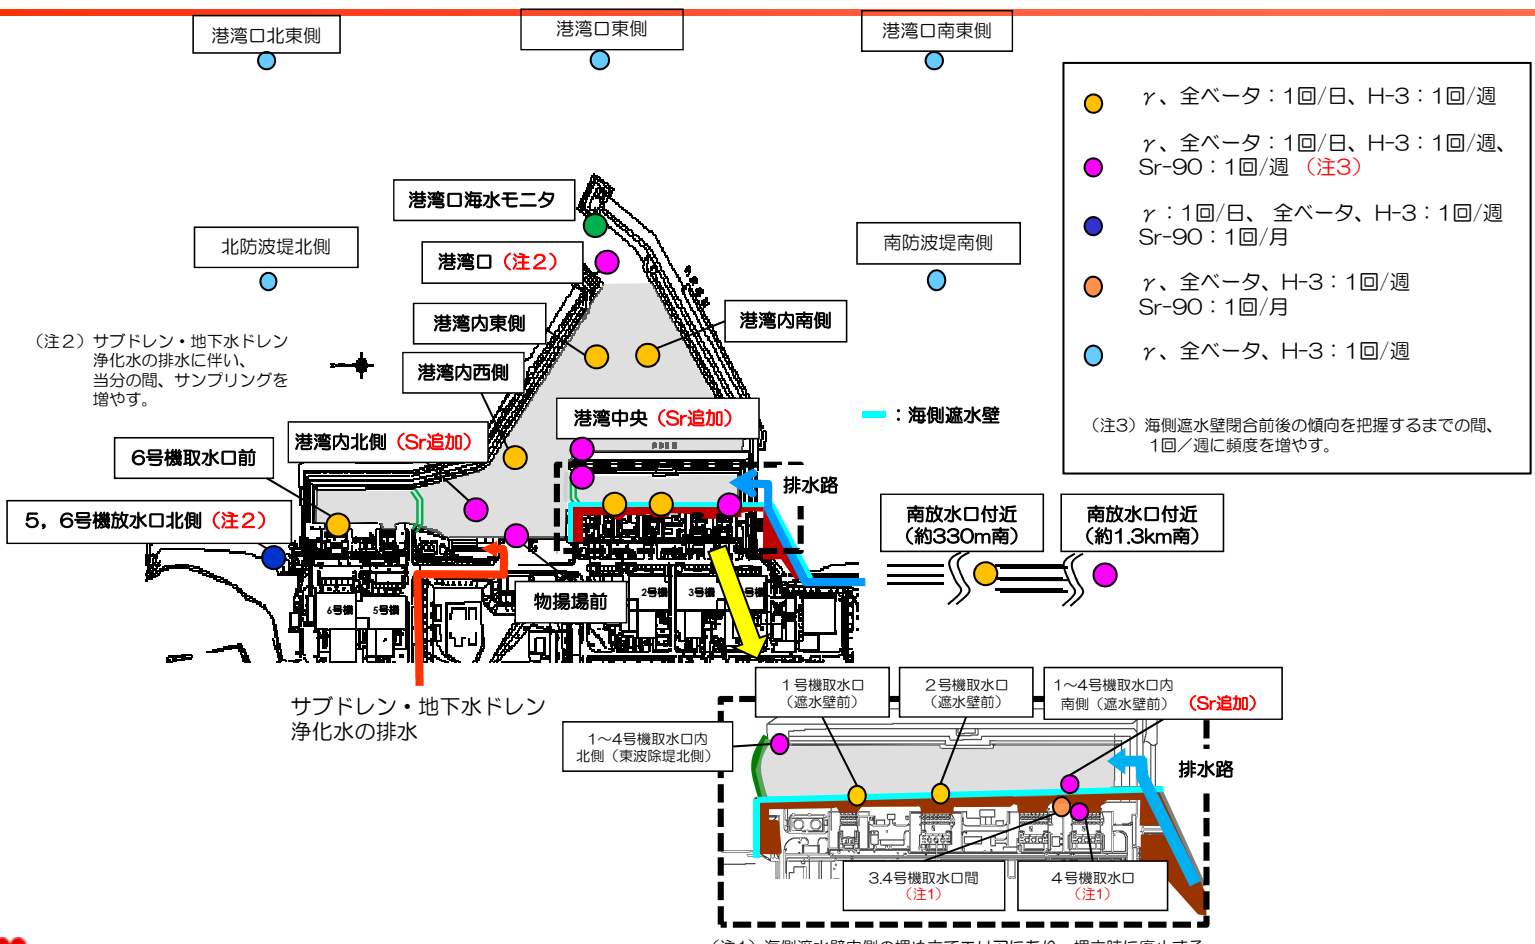 港湾口北東側
港湾口東側
港湾口南東側
γ、全ベータ：1回/日、H-3：1回/週
γ、全ベータ：1回/日、H-3：1回/週、
Sr-90：1回/週（注3）
γ：1回/日、 全ベータ、H-3：1回/週
Sr-90：1回/月
γ、全ベータ、H-3：1回/週
Sr-90：1回/月
γ、全ベータ、H-3：1回/週
（注3）海側遮水壁閉合前後の傾向を把握するまでの間、
1回／週に頻度を増やす。
港湾口海水モニタ
北防波堤北側
港湾口（注２）
南防波堤南側
港湾内東側
港湾内南側
（注２）サブドレン・地下水ドレン
浄化水の排水に伴い、
当分の間、サンプリングを
増やす。
港湾内西側
港湾中央（Sr追加）
：海側遮水壁
港湾内北側（Sr追加）
6号機取水口前
排水路
5，6号機放水口北側（注２）
南放水口付近
（約330m南）
南放水口付近
（約1.3km南）
物揚場前
6号機
5号機
2号機
3号機
サブドレン・地下水ドレン
浄化水の排水
１号機取水口
（遮水壁前）
２号機取水口
（遮水壁前）
1～4号機取水口内
南側（遮水壁前）（Sr追加）
1～4号機取水口内
北側（東波除堤北側）
排水路
3.4号機取水口間
（注1）
4号機取水口
（注1）